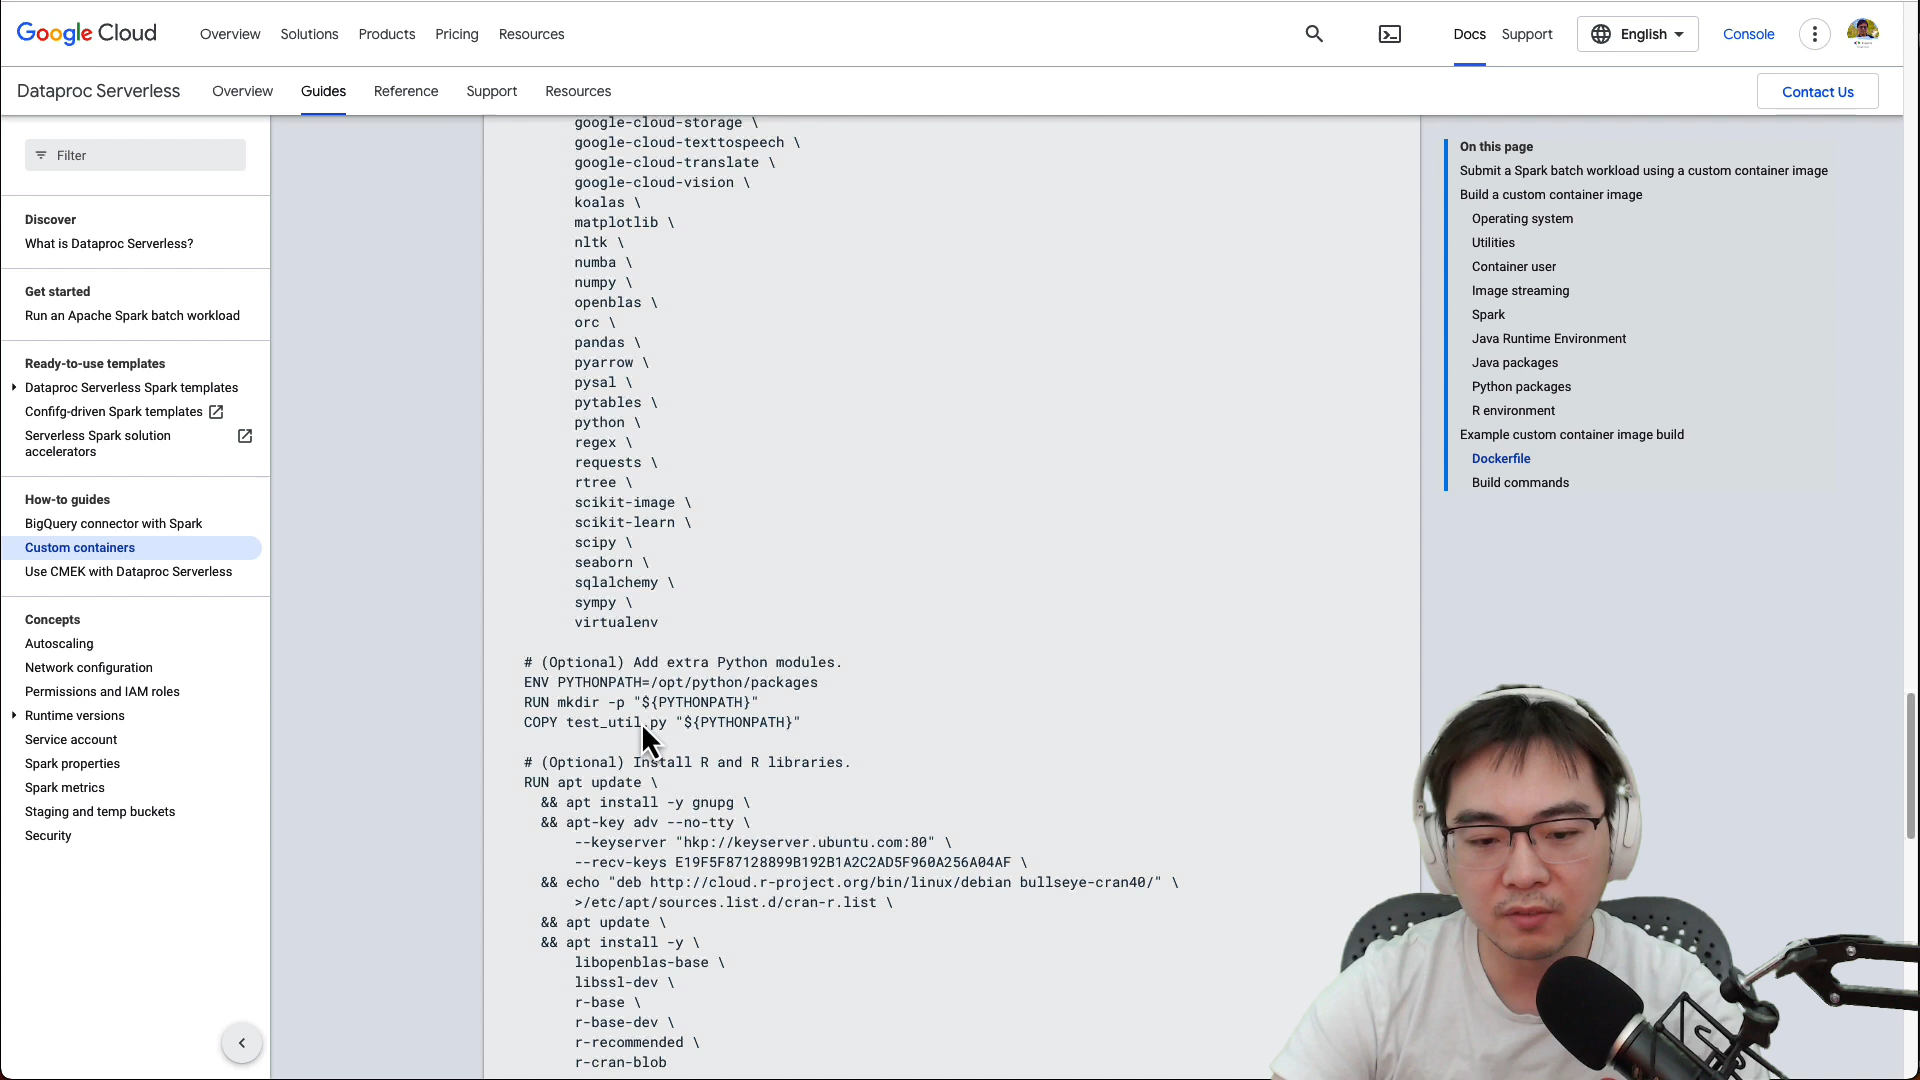 Google Cloud
Overview Solutions Products Pricing Resources
Docs Support English Console
Dataproc Serverless Overview Guides Reference Support Resources
Contact Us
Filter
Discover
What is Dataproc Serverless?
Get started
Run an Apache Spark batch workload
Ready-to-use templates
Dataproc Serverless Spark templates
Confifg-driven Spark templates
Serverless Spark solution
accelerators
How-to guides
BigQuery connector with Spark
Custom containers
Use CMEK with Dataproc Serverless
Concepts
Autoscaling
Network configuration
Permissions and IAM roles
Runtime versions
Service account
Spark properties
Spark metrics
Staging and temp buckets
Security
google-cloud-storage \
google-cloud-texttospeech \
google-cloud-translate \
google-cloud-vision \
koalas \
matplotlib \
nltk \
numba \
numpy \
openblas \
orc \
pandas \
pyarrow \
pysal \
pytables \
python \
regex \
requests \
rtree \
scikit-image \
scikit-learn \
scipy \
seaborn \
sqlalchemy \
sympy \
virtualenv
# (Optional) Add extra Python modules.
ENV PYTHONPATH=/opt/python/packages
RUN mkdir -p "${PYTHONPATH}"
COPY test_util.py "${PYTHONPATH}"
# (Optional) Install R and R libraries.
RUN apt update \
&& apt install -y gnupg \
&& apt-key adv --no-tty \
--keyserver "hkp://keyserver.ubuntu.com:80" \
--recv-keys E19F5F87128899B192B1A2C2AD5F960A256A04AF \
&& echo "deb http://cloud.r-project.org/bin/linux/debian bullseye-cran40/" \
>/etc/apt/sources.list.d/cran-r.list \
&& apt update \
&& apt install -y \
libopenblas-base \
libssl-dev \
r-base \
r-base-dev \
r-recommended \
r-cran-blob
On this page
Submit a Spark batch workload using a custom container image
Build a custom container image
Operating system
Utilities
Container user
Image streaming
Spark
Java Runtime Environment
Java packages
Python packages
R environment
Example custom container image build
Dockerfile
Build commands